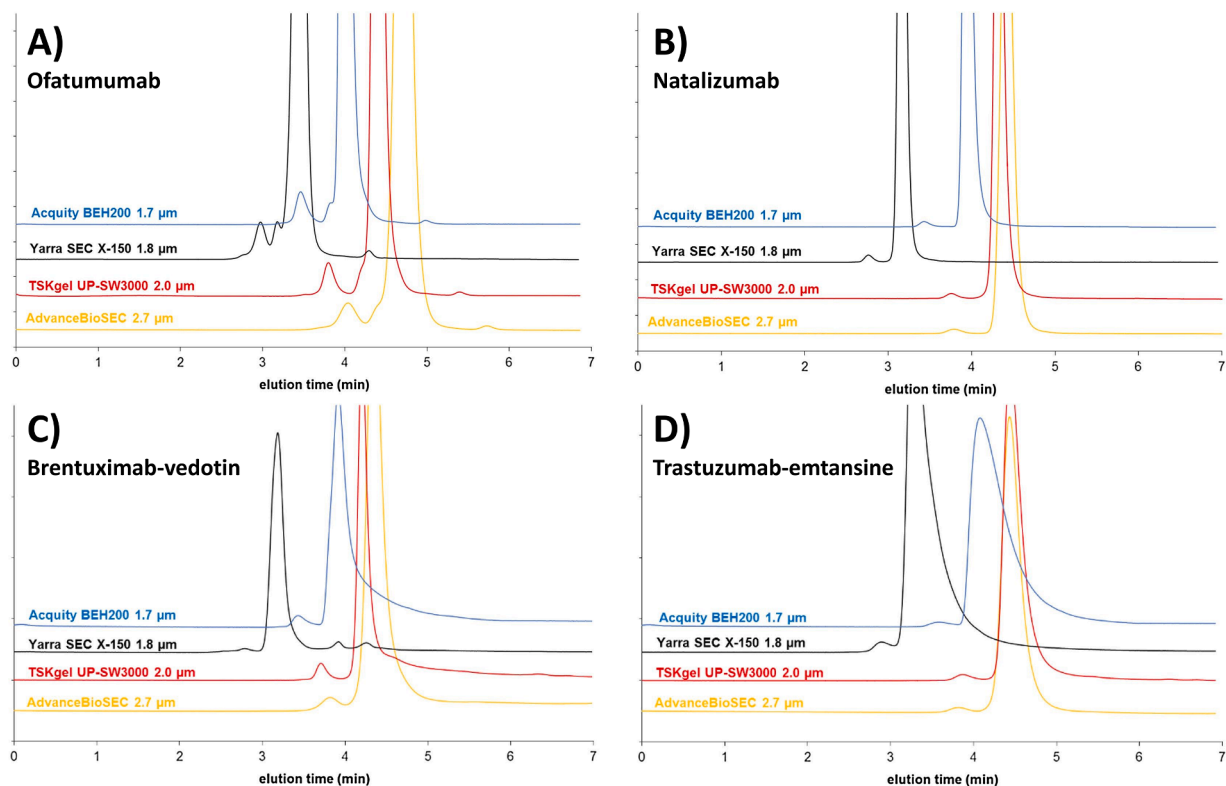 A)
Ofatumumab
Acquity BEH200 1.7 µm
Yarra SEC X-150 1.8 µm
TSKgel UP-SW3000 2.0 µm
AdvanceBioSEC 2.7 µm
0 1 2 3 4 5 6 7
elution time (min)
B)
Natalizumab
Acquity BEH200 1.7 µm
Yarra SEC X-150 1.8 µm
TSKgel UP-SW3000 2.0 µm
AdvanceBioSEC 2.7 µm
0 1 2 3 4 5 6 7
elution time (min)
C)
Brentuximab-vedotin
Acquity BEH200 1.7 µm
Yarra SEC X-150 1.8 µm
TSKgel UP-SW3000 2.0 µm
AdvanceBioSEC 2.7 µm
0 1 2 3 4 5 6 7
elution time (min)
D)
Trastuzumab-emtansine
Acquity BEH200 1.7 µm
Yarra SEC X-150 1.8 µm
TSKgel UP-SW3000 2.0 µm
AdvanceBioSEC 2.7 µm
0 1 2 3 4 5 6 7
elution time (min)